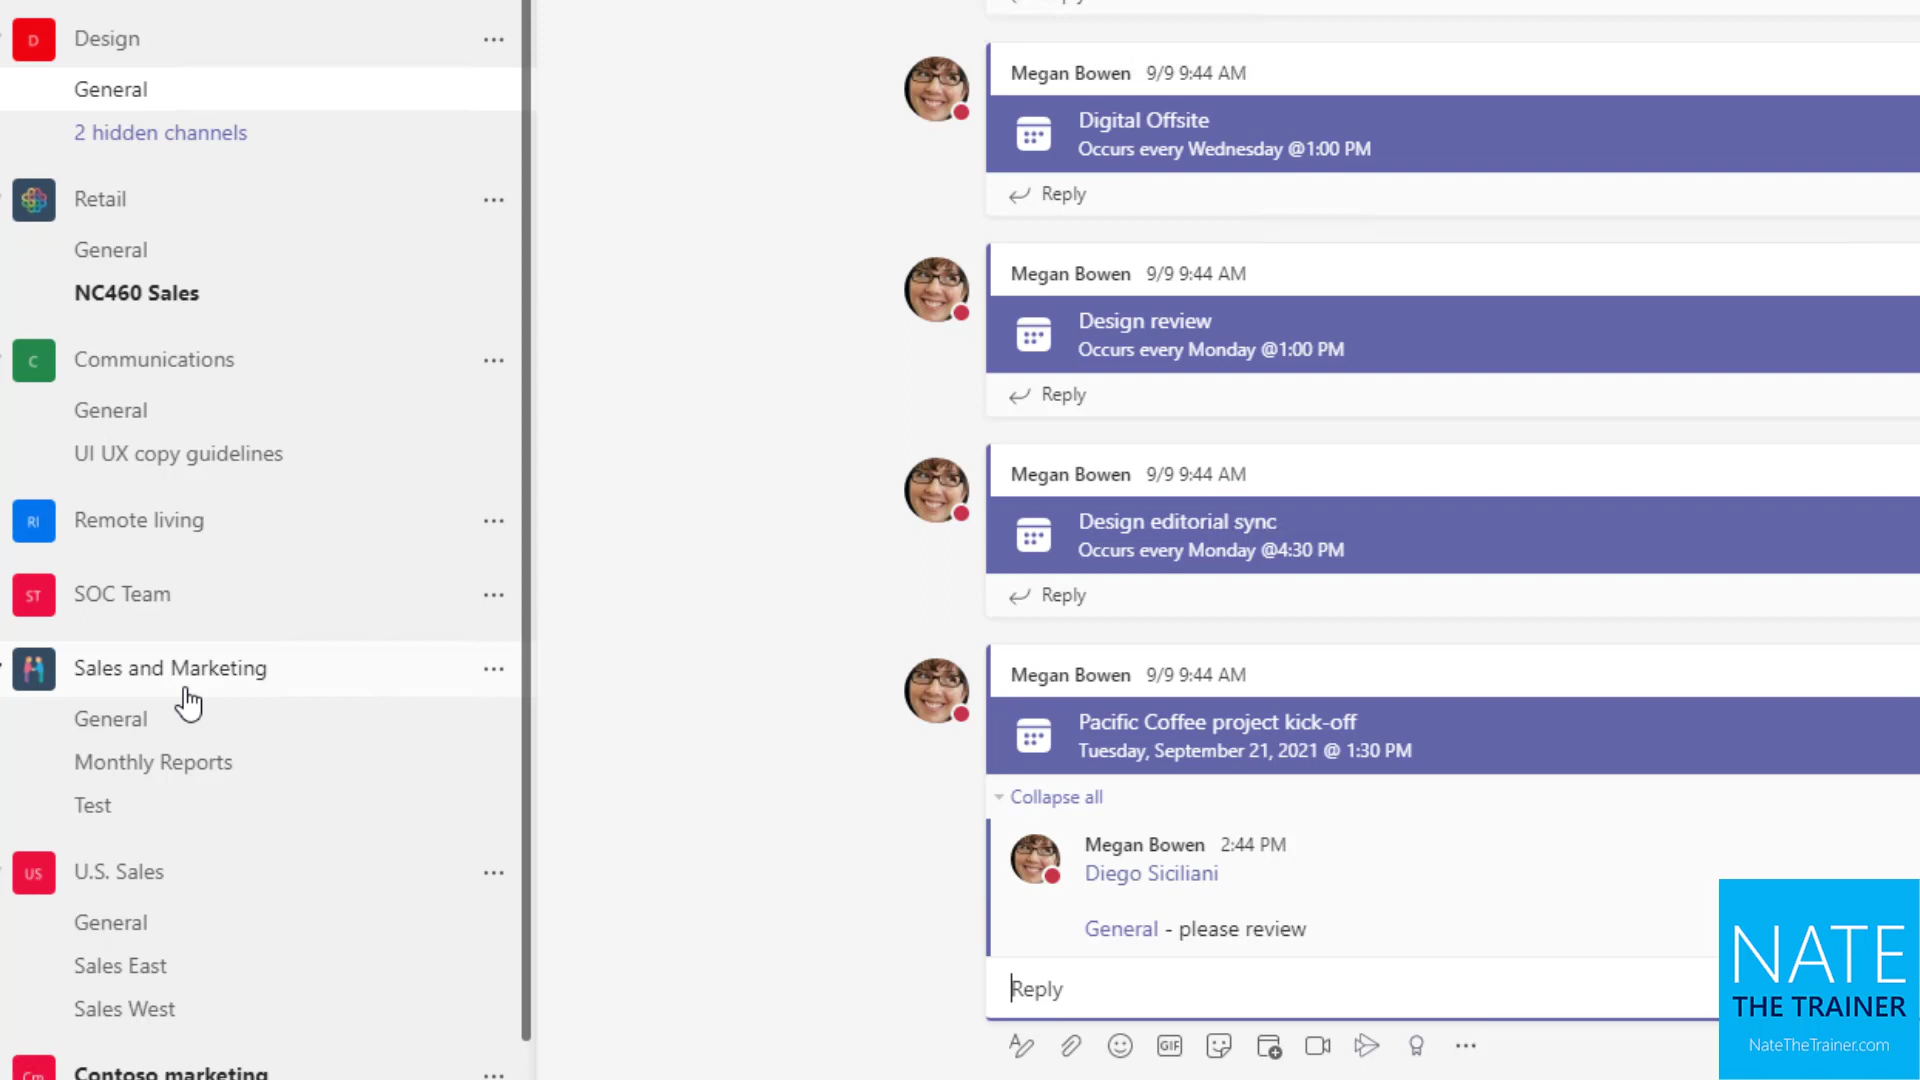 D
Design
General
2 hidden channels
Retail
General
NC460 Sales
C
Communications
General
UI UX copy guidelines
RI
Remote living
ST
SOC Team
Sales and Marketing
General
Monthly Reports
Test
US
U.S. Sales
General
Sales East
Sales West
Cm
Contoso marketing
Megan Bowen 9/9 9:44 AM
Digital Offsite
Occurs every Wednesday @1:00 PM
Reply
Megan Bowen 9/9 9:44 AM
Design review
Occurs every Monday @1:00 PM
Reply
Megan Bowen 9/9 9:44 AM
Design editorial sync
Occurs every Monday @4:30 PM
Reply
Megan Bowen 9/9 9:44 AM
Pacific Coffee project kick-off
Tuesday, September 21, 2021 @ 1:30 PM
Collapse all
Megan Bowen 2:44 PM
Diego Siciliani
General - please review
Reply
GIF
NATE
THE TRAINER
NateTheTrainer.com